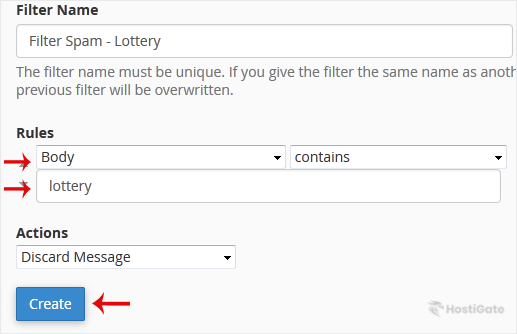 Filter Name
Filter Spam - Lottery
The filter name must be unique. If you give the filter the same name as anoth
previous filter will be overwritten.
Rules
Body contains
lottery
Actions
Discard Message
Create
HostiGate